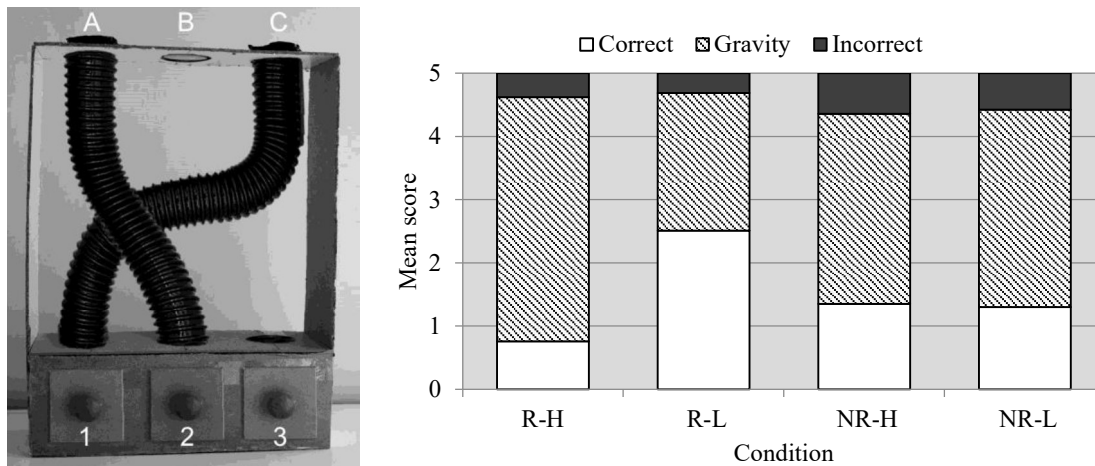 A B C
1 2 3
Correct Gravity Incorrect
5
4
3
2
1
0
Mean score
R-H R-L NR-H NR-L
Condition